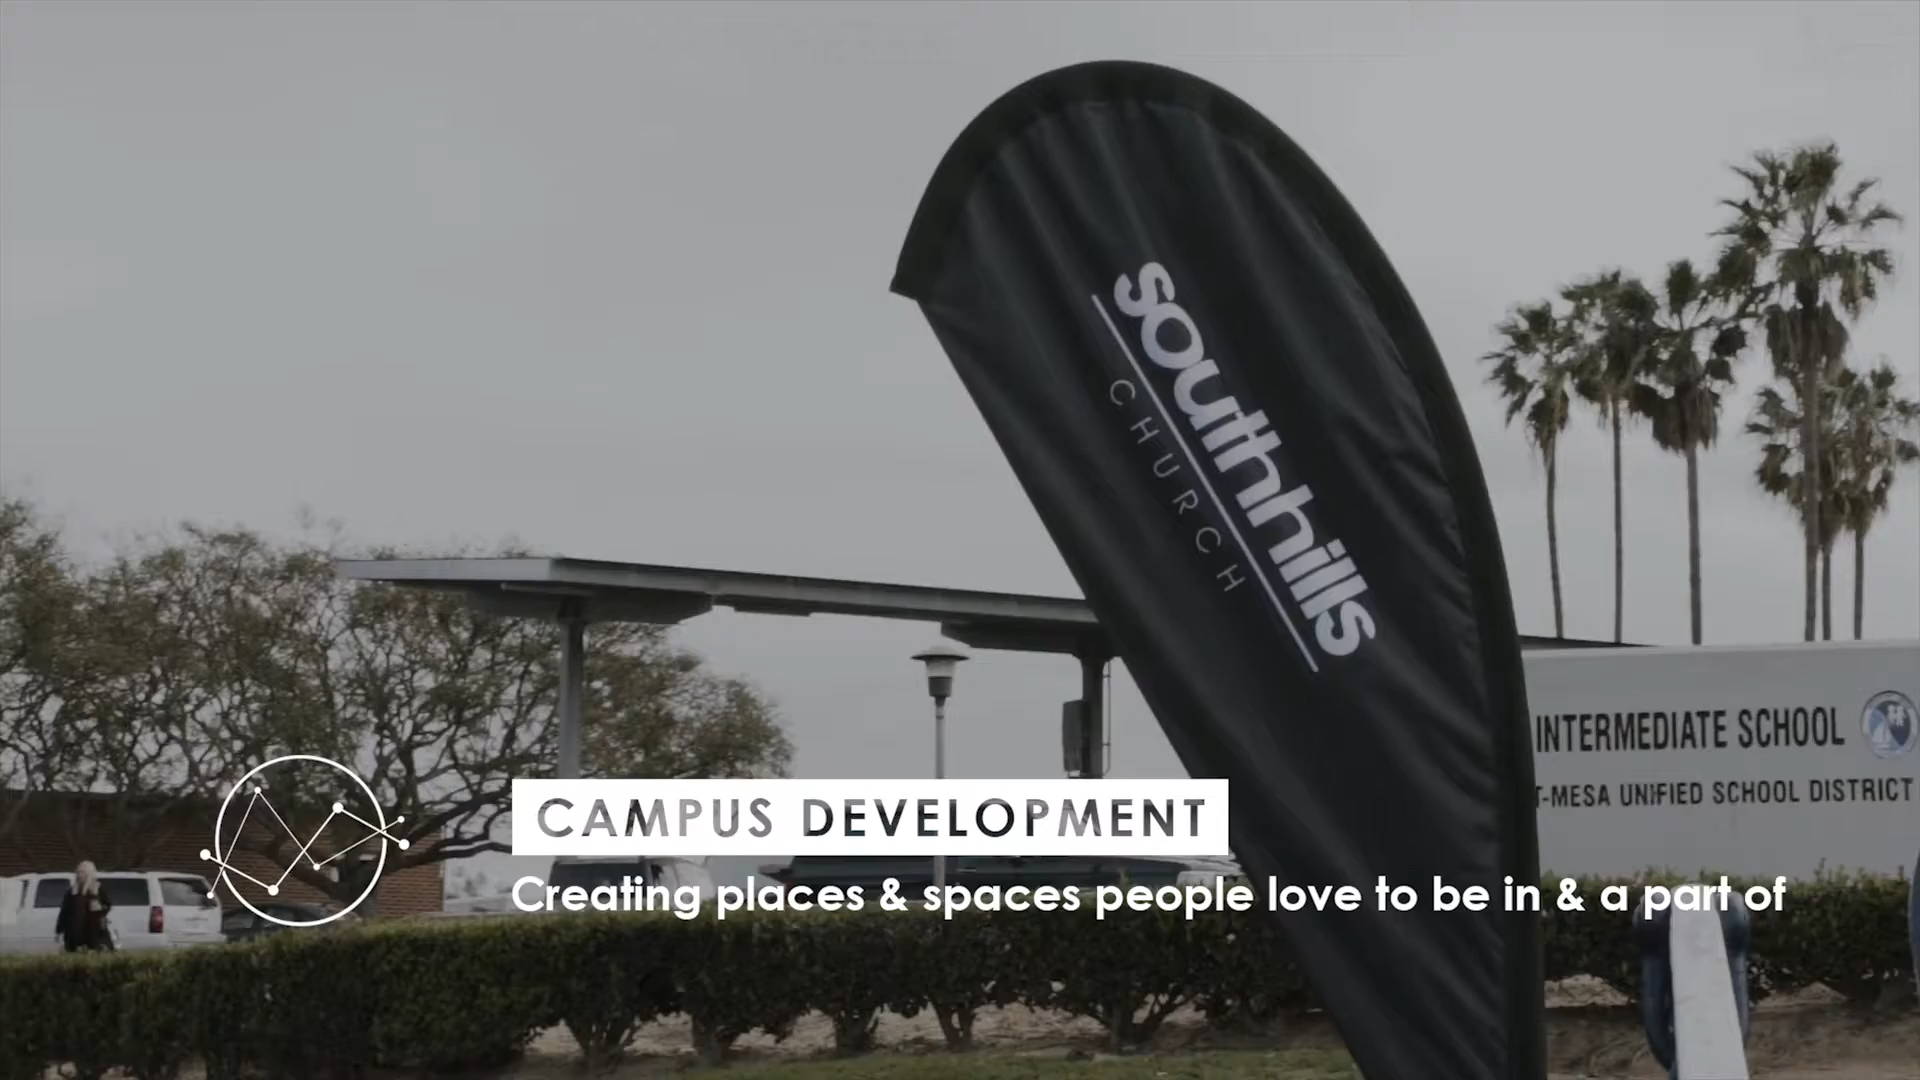 southhills
CHURCH
INTERMEDIATE SCHOOL
T-MESA UNIFIED SCHOOL DISTRICT
CAMPUS DEVELOPMENT
Creating places & spaces people love to be in & a part of